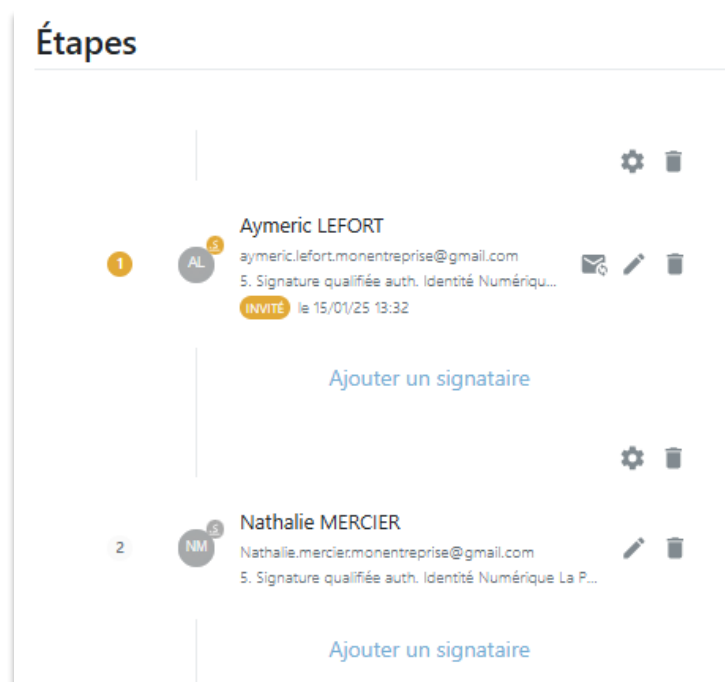 Étapes
1
AL
S
Aymeric LEFORT
aymeric.lefort.monentreprise@gmail.com
5. Signature qualifiée auth. Identité Numériqu...
INVITÉ le 15/01/25 13:32
Ajouter un signataire
2
NM
S
Nathalie MERCIER
Nathalie.mercier.monentreprise@gmail.com
5. Signature qualifiée auth. Identité Numérique La P...
Ajouter un signataire